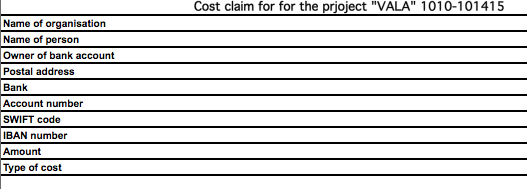 Cost claim for for the prjoject "VALA" 1010-101415
Name of organisation
Name of person
Owner of bank account
Postal address
Bank
Account number
SWIFT code
IBAN number
Amount
Type of cost